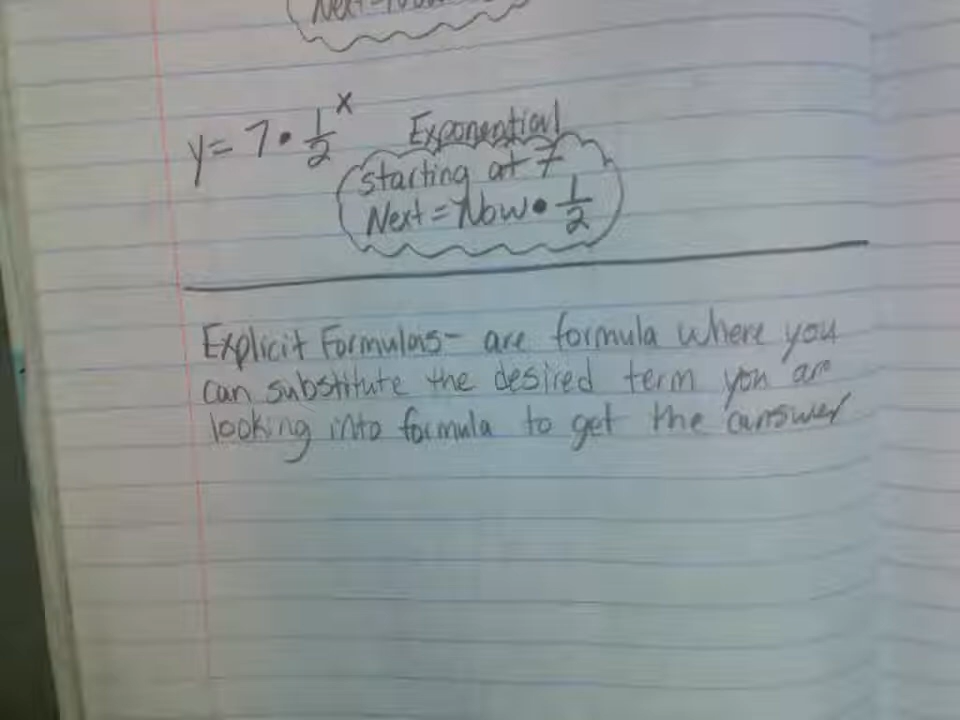 y = 7 • 1/2^x
Exponential
starting at 7
Next = Now • 1/2
Explicit Formulas- are formula where you
can substitute the desired term you are
looking into formula to get the answer